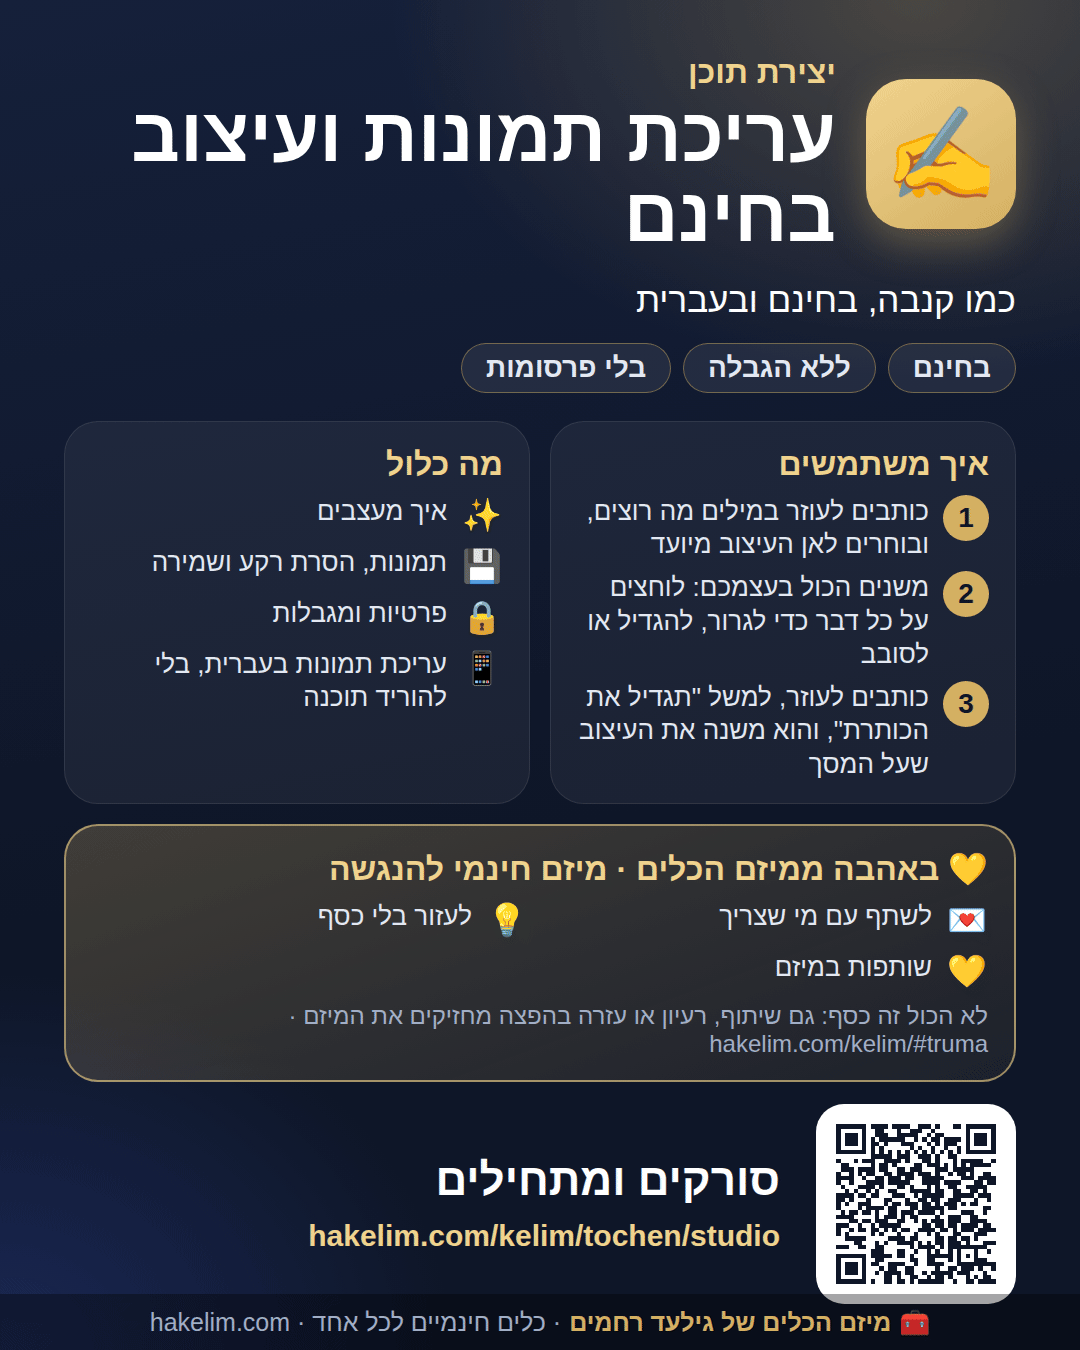 יצירת תוכן
עריכת תמונות ועיצוב
בחינם
כמו קנבה, בחינם ובעברית
בחינם
ללא הגבלה
בלי פרסומות
איך משתמשים
1
כותבים לעוזר במילים מה רוצים,
ובוחרים לאן העיצוב מיועד
2
משנים הכול בעצמכם: לוחצים
על כל דבר כדי לגרור, להגדיל או
לסובב
3
כותבים לעוזר, למשל "תגדיל את
הכותרת", והוא משנה את העיצוב
שעל המסך
מה כלול
איך מעצבים
תמונות, הסרת רקע ושמירה
פרטיות ומגבלות
עריכת תמונות בעברית, בלי
להוריד תוכנה
באהבה ממיזם הכלים · מיזם חינמי להנגשה
לשתף עם מי שצריך
לעזור בלי כסף
שותפות במיזם
לא הכול זה כסף: גם שיתוף, רעיון או עזרה בהפצה מחזיקים את המיזם ·
hakelim.com/kelim/#truma
סורקים ומתחילים
hakelim.com/kelim/tochen/studio
מיזם הכלים של גילעד רחמים · כלים חינמיים לכל אחד · hakelim.com